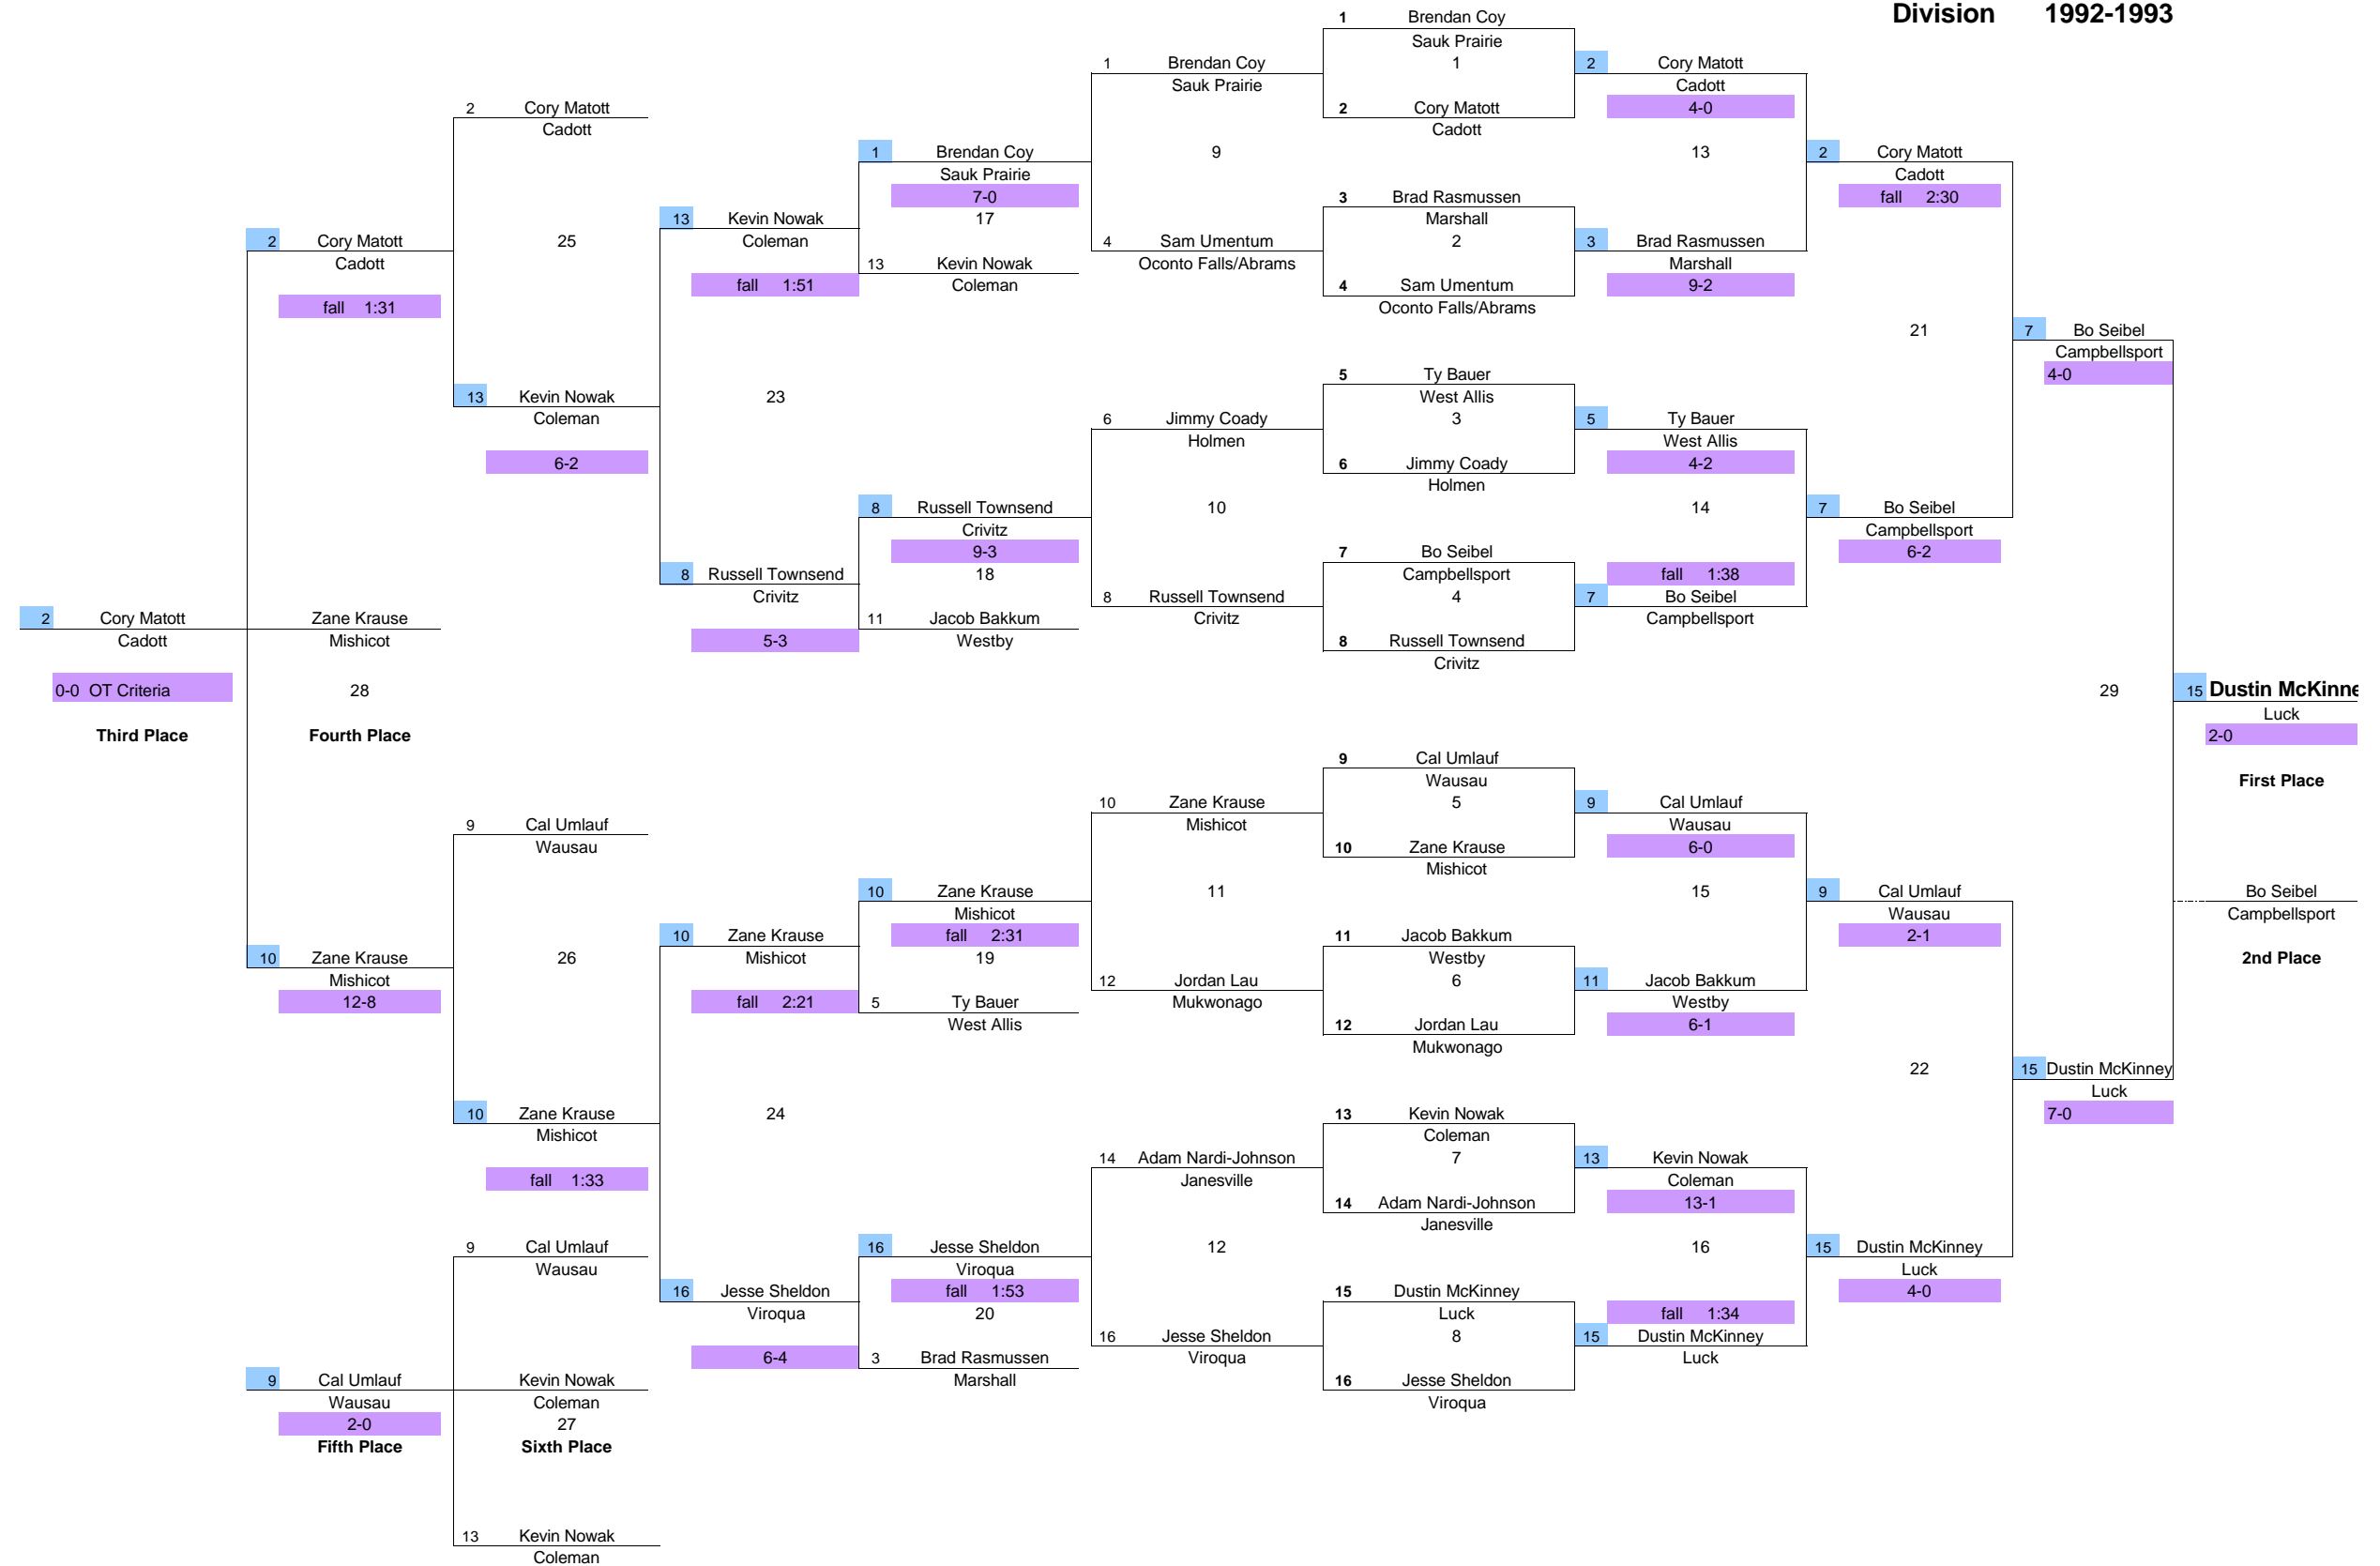 Division 1992-1993
1 Brendan Coy
Sauk Prairie
1 Brendan Coy 1 2 Cory Matott
Sauk Prairie Cadott
2 Cory Matott 2 Cory Matott 4-0
Cadott Cadott
1 Brendan Coy 9 13 2 Cory Matott
Sauk Prairie Cadott
7-0 3 Brad Rasmussen fall 2:30
13 Kevin Nowak 17 Marshall
2 Cory Matott 25 Coleman 4 Sam Umentum 2 3 Brad Rasmussen
Cadott 13 Kevin Nowak Oconto Falls/Abrams Marshall
fall 1:51 Coleman 4 Sam Umentum 9-2
fall 1:31 Oconto Falls/Abrams
21 7 Bo Seibel
Campbellsport
5 Ty Bauer 4-0
13 Kevin Nowak 23 West Allis
Coleman 6 Jimmy Coady 3 5 Ty Bauer
Holmen West Allis
6-2 6 Jimmy Coady 4-2
Holmen
8 Russell Townsend 10 14 7 Bo Seibel
Crivitz Campbellsport
9-3 7 Bo Seibel 6-2
8 Russell Townsend 18 Campbellsport fall 1:38
Crivitz 8 Russell Townsend 4 7 Bo Seibel
2 Cory Matott Zane Krause 11 Jacob Bakkum Crivitz Campbellsport
Cadott Mishicot 5-3 Westby 8 Russell Townsend
Crivitz
0-0 OT Criteria 28 29 15 Dustin McKinne
Luck
Third Place Fourth Place 2-0
9 Cal Umlauf
Wausau First Place
10 Zane Krause 5 9 Cal Umlauf
9 Cal Umlauf Mishicot Wausau
Wausau 10 Zane Krause 6-0
Mishicot
10 Zane Krause 11 15 9 Cal Umlauf Bo Seibel
Mishicot Wausau Campbellsport
10 Zane Krause fall 2:31 11 Jacob Bakkum 2-1
10 Zane Krause 26 Mishicot 19 Westby 2nd Place
Mishicot 12 Jordan Lau 6 11 Jacob Bakkum
12-8 fall 2:21 5 Ty Bauer Mukwonago Westby
West Allis 12 Jordan Lau 6-1
Mukwonago
22 15 Dustin McKinney
Luck
10 Zane Krause 24 13 Kevin Nowak 7-0
Mishicot Coleman
14 Adam Nardi-Johnson 7 13 Kevin Nowak
fall 1:33 Janesville Coleman
14 Adam Nardi-Johnson 13-1
Janesville
9 Cal Umlauf 16 Jesse Sheldon 12 16 15 Dustin McKinney
Wausau Viroqua Luck
16 Jesse Sheldon fall 1:53 15 Dustin McKinney 4-0
Viroqua 20 Luck fall 1:34
16 Jesse Sheldon 8 15 Dustin McKinney
6-4 3 Brad Rasmussen Viroqua Luck
9 Cal Umlauf Kevin Nowak Marshall 16 Jesse Sheldon
Wausau Coleman Viroqua
2-0 27
Fifth Place Sixth Place
13 Kevin Nowak
Coleman